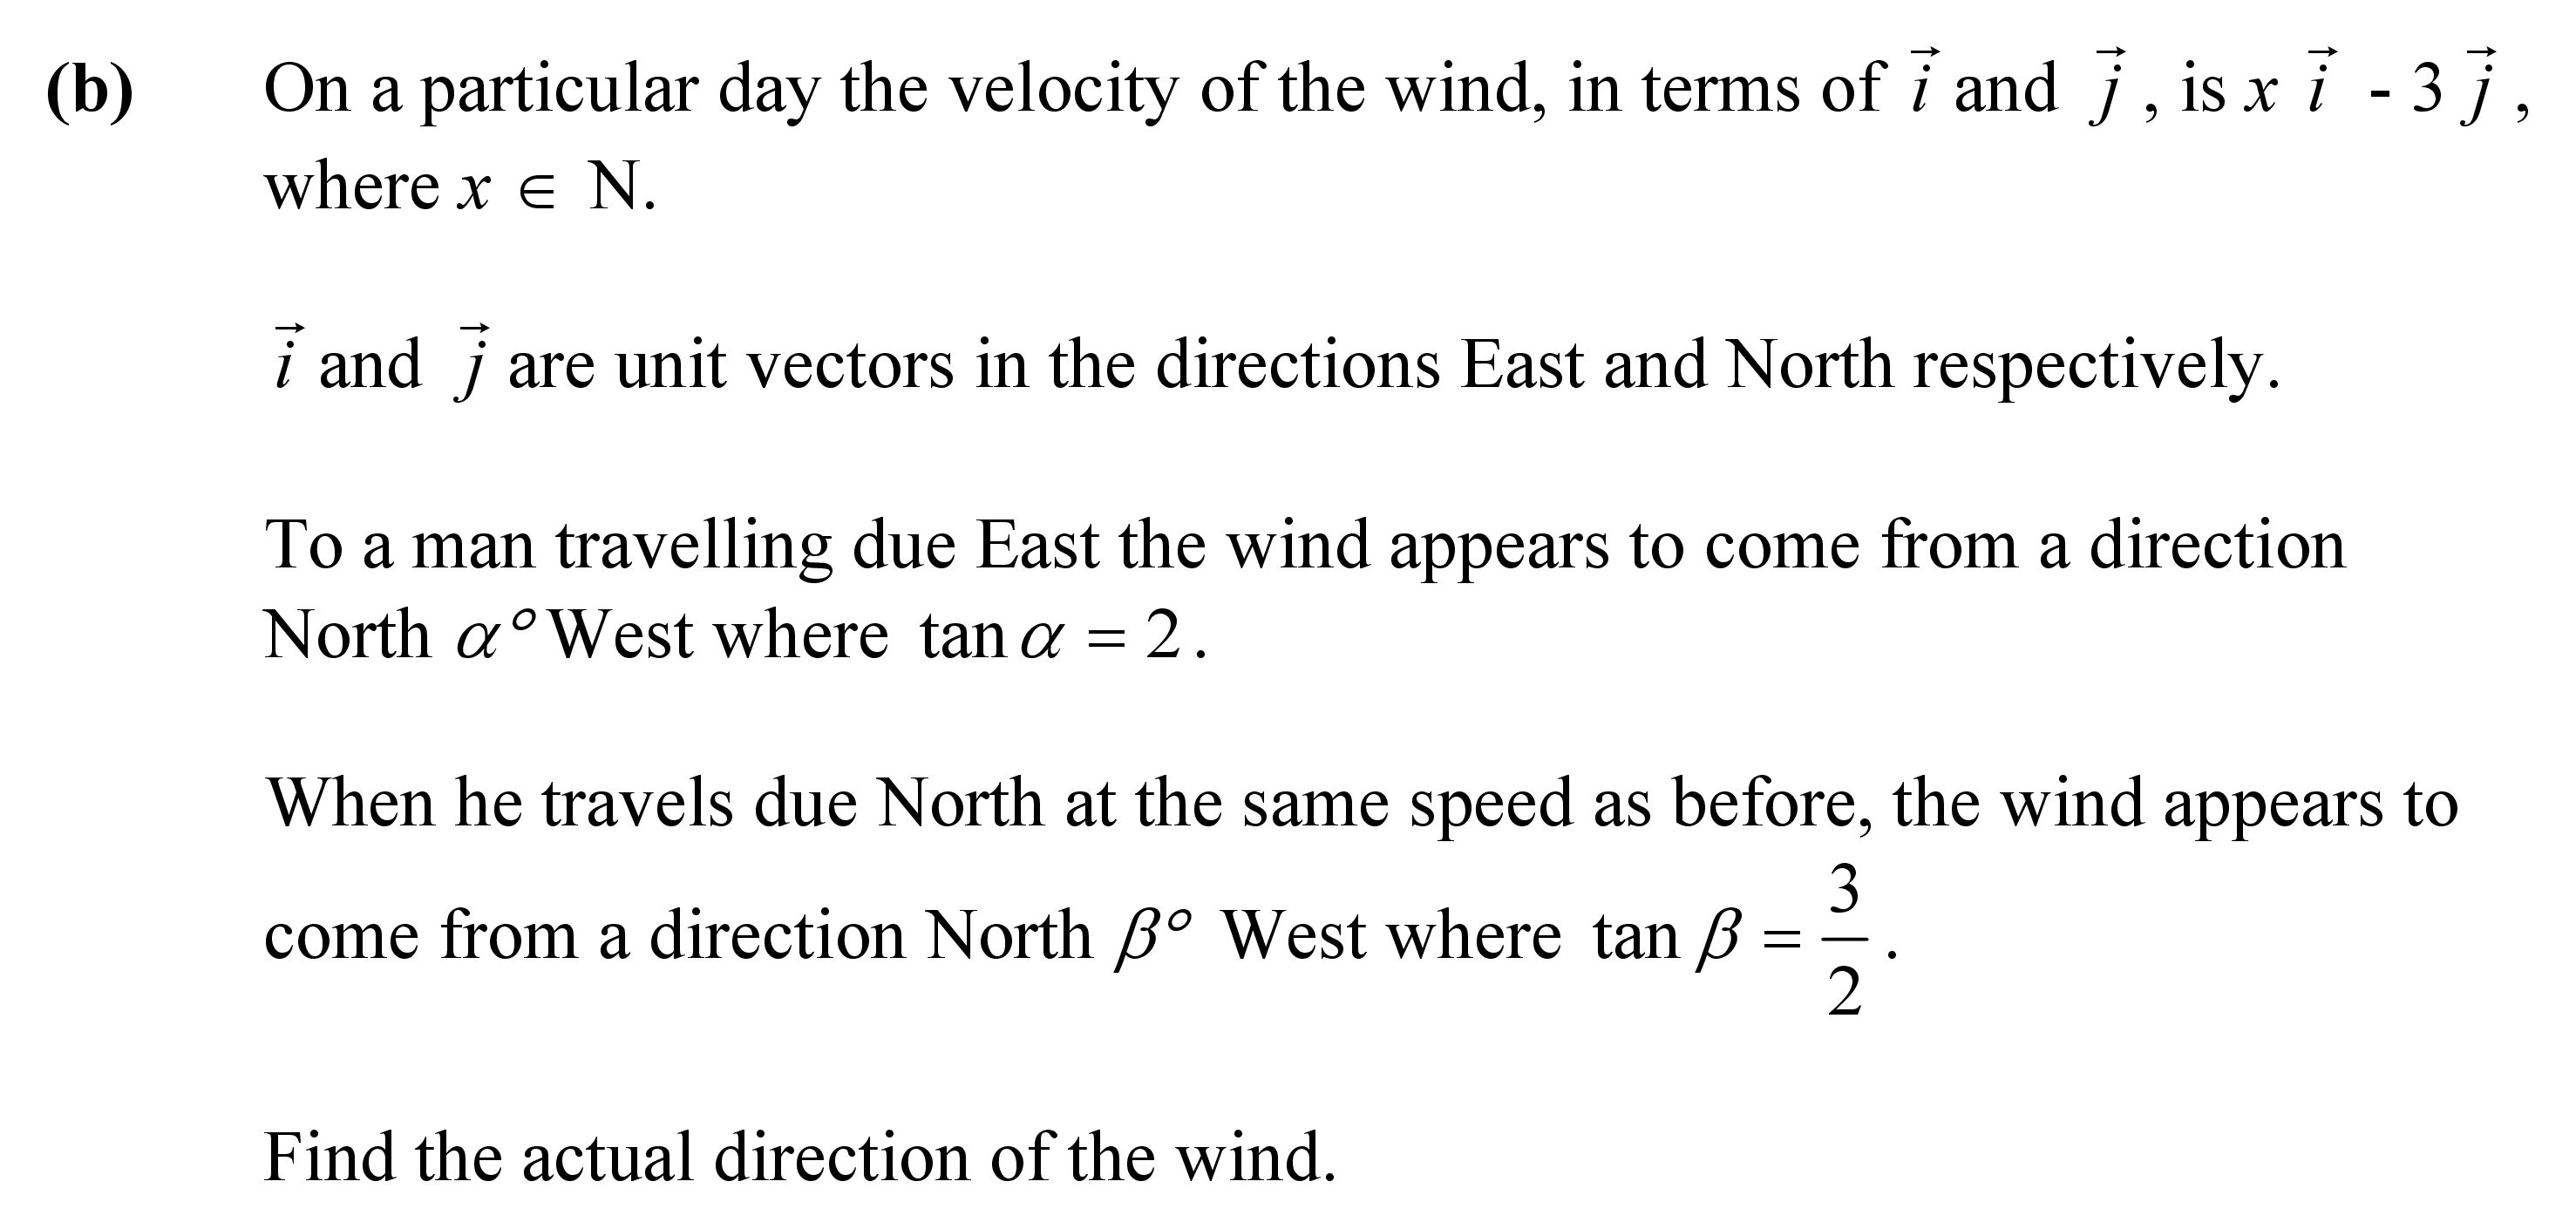 (b) On a particular day the velocity of the wind, in terms of $\vec{i}$ and $\vec{j}$, is $x\,\vec{i}$ - 3$\,\vec{j}$,
where $x \in$ N.
$\vec{i}$ and $\vec{j}$ are unit vectors in the directions East and North respectively.
To a man travelling due East the wind appears to come from a direction
North $\alpha^{o}$ West where $\tan \alpha = 2$.
When he travels due North at the same speed as before, the wind appears to
come from a direction North $\beta^{o}$ West where $\tan \beta = \frac{3}{2}$.
Find the actual direction of the wind.